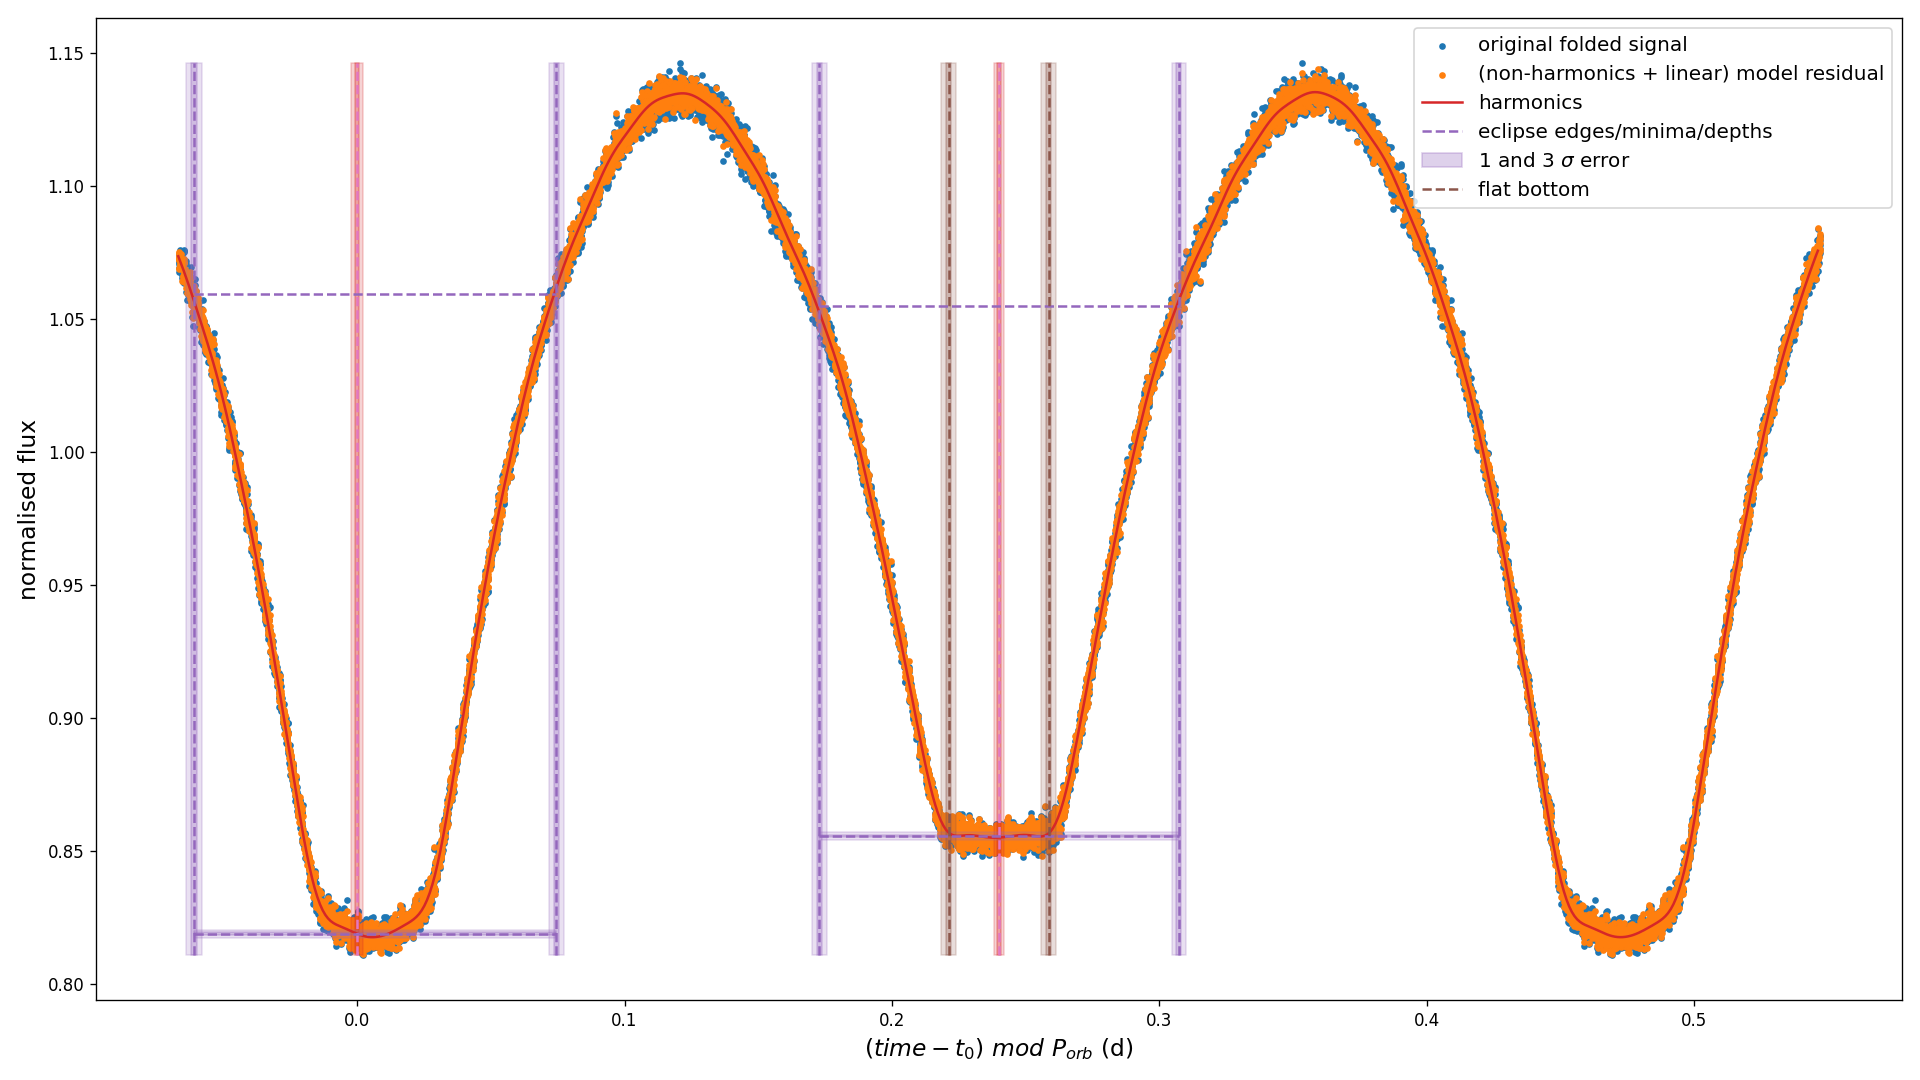 original folded signal
(non-harmonics + linear) model residual
harmonics
eclipse edges/minima/depths
1 and 3 σ error
flat bottom
normalised flux
1.15
1.10
1.05
1.00
0.95
0.90
0.85
0.80
0.0 0.1 0.2 0.3 0.4 0.5
(time − t₀) mod Pₒᵣb (d)